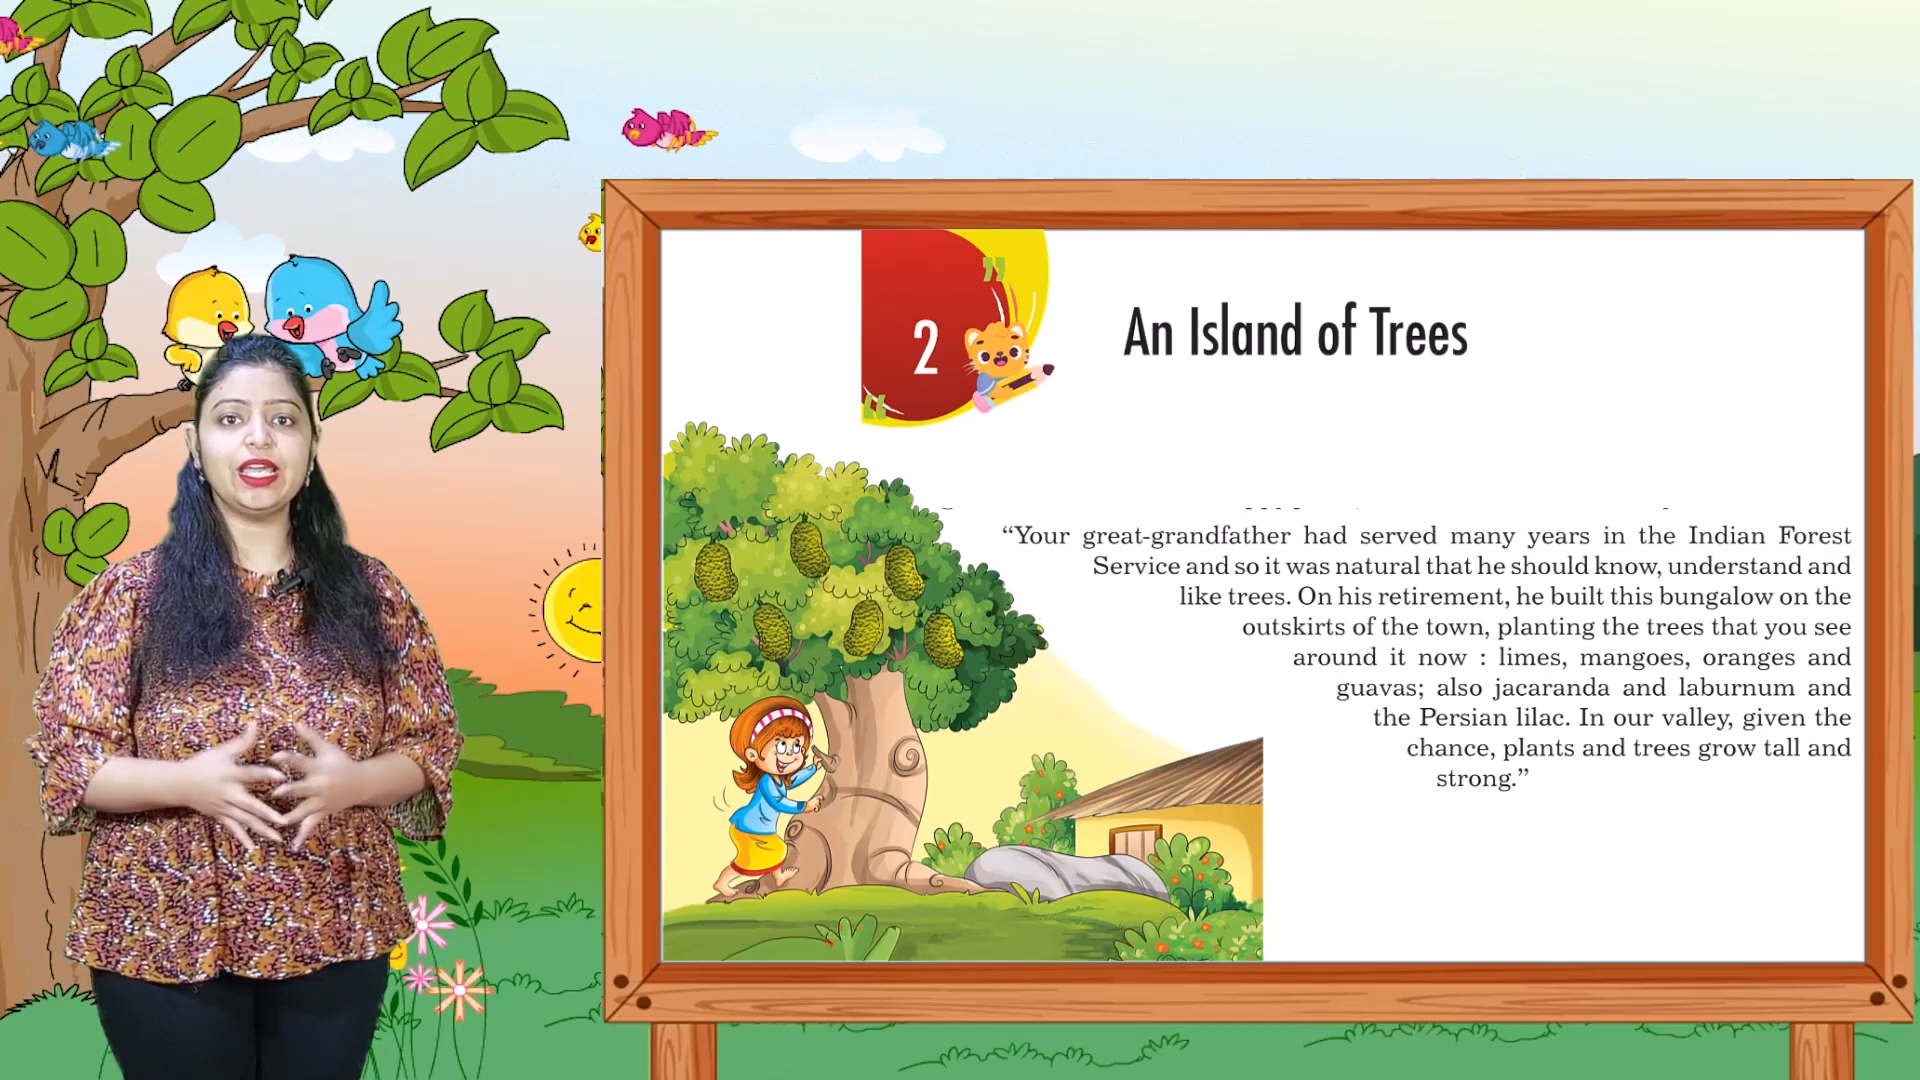 2
An Island of Trees
“Your great-grandfather had served many years in the Indian Forest
Service and so it was natural that he should know, understand and
like trees. On his retirement, he built this bungalow on the
outskirts of the town, planting the trees that you see
around it now : limes, mangoes, oranges and
guavas; also jacaranda and laburnum and
the Persian lilac. In our valley, given the
chance, plants and trees grow tall and
strong.”